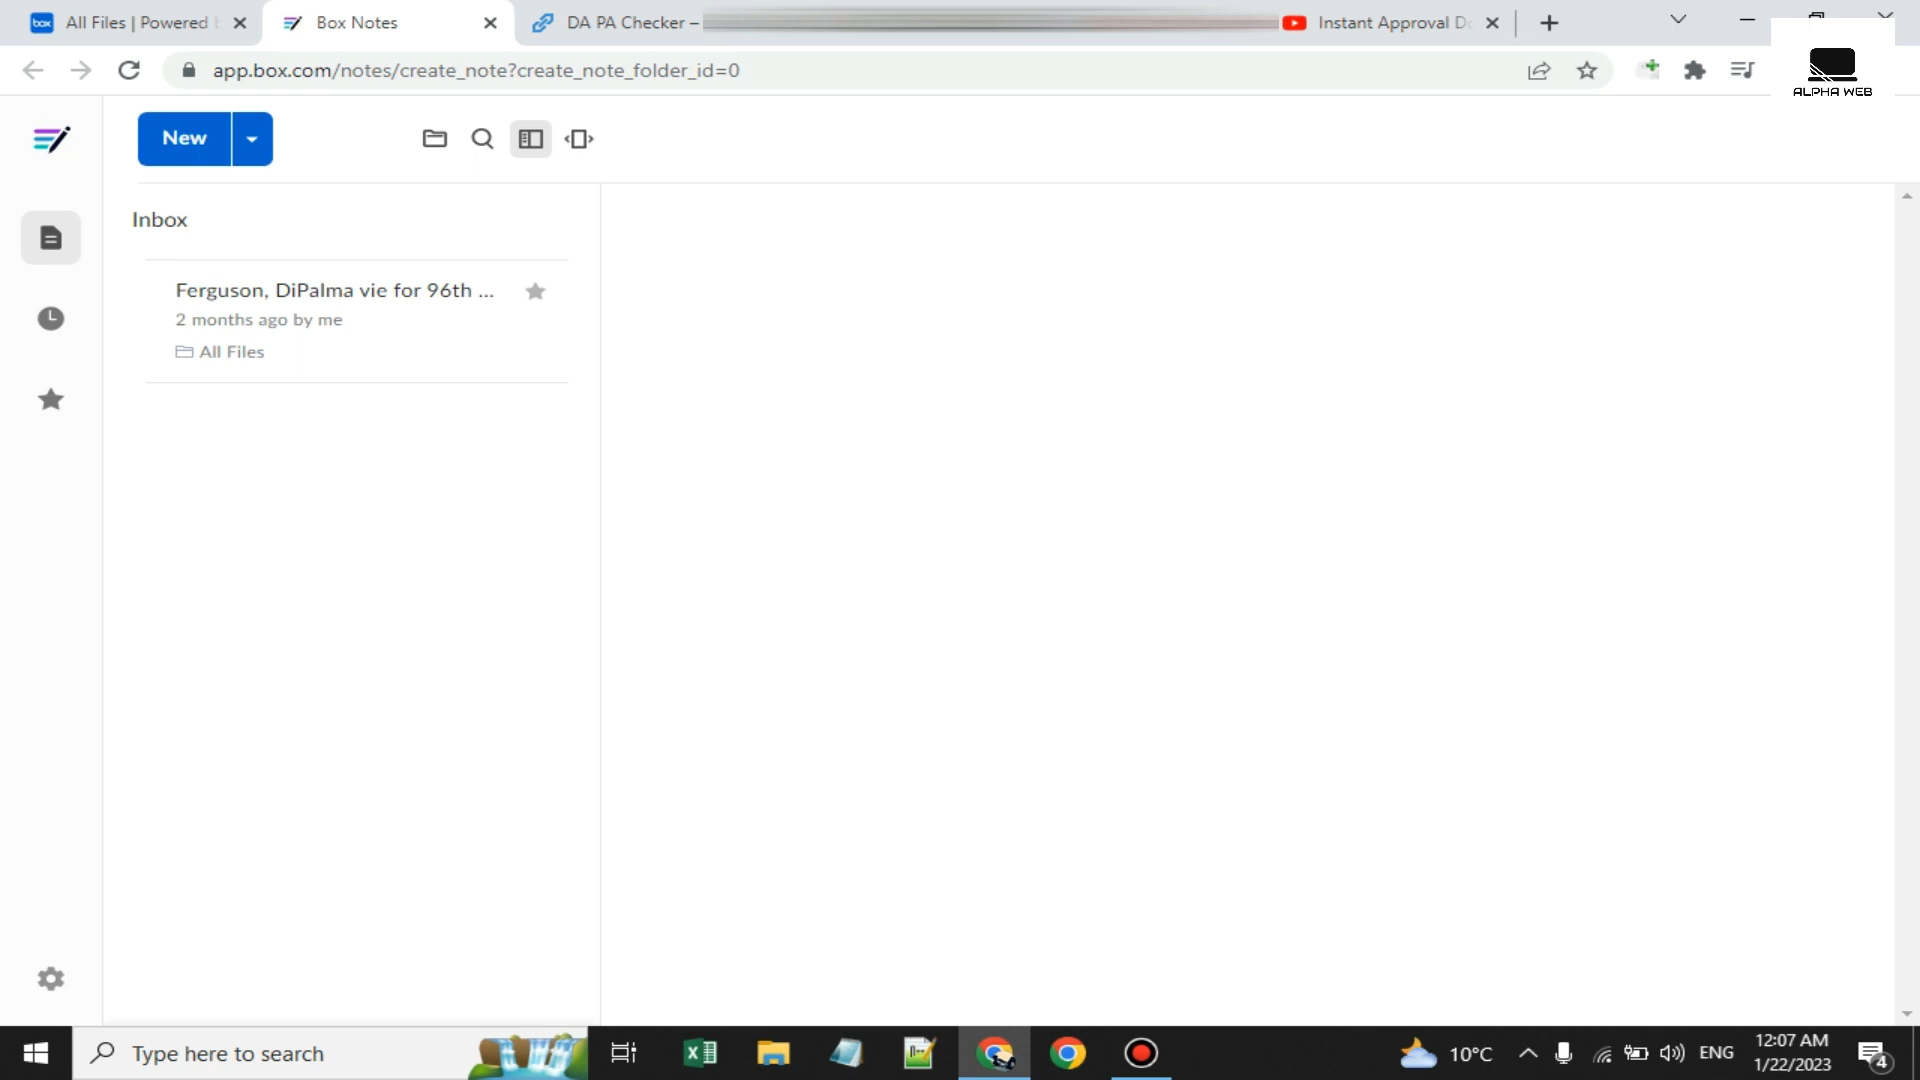 box All Files | Powered
Box Notes
DA PA Checker –
Instant Approval
app.box.com/notes/create_note?create_note_folder_id=0
ALPHA WEB
New
Inbox
Ferguson, DiPalma vie for 96th ...
2 months ago by me
All Files
Type here to search
10°C
ENG
12:07 AM
1/22/2023
4